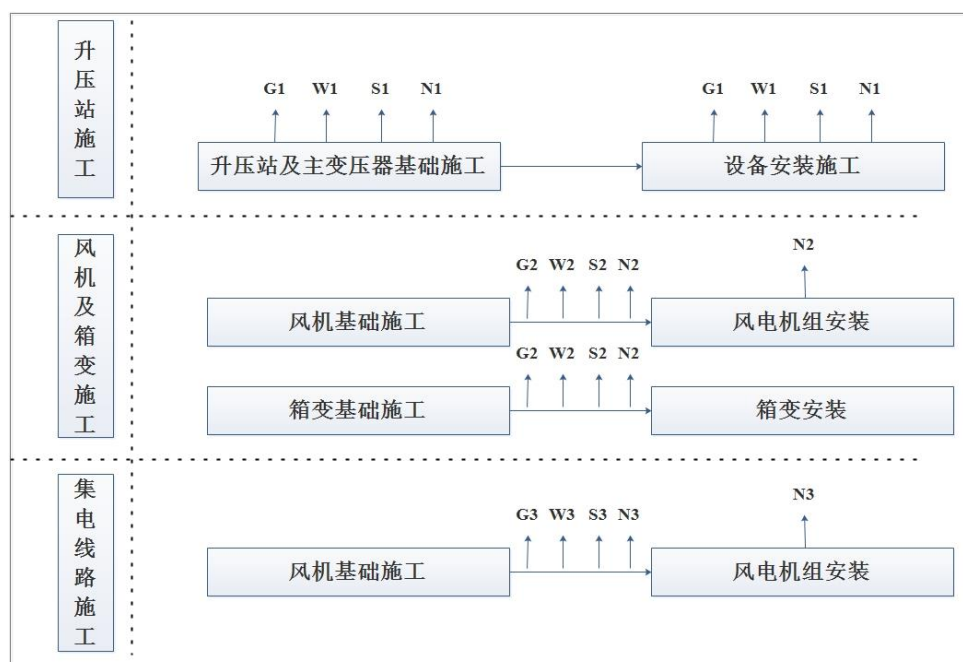 升压站施工
G1 W1 S1 N1
G1 W1 S1 N1
升压站及主变压器基础施工
设备安装施工
风机及箱变施工
G2 W2 S2 N2
N2
风机基础施工
风电机组安装
G2 W2 S2 N2
箱变基础施工
箱变安装
集电线路施工
G3 W3 S3 N3
N3
风机基础施工
风电机组安装